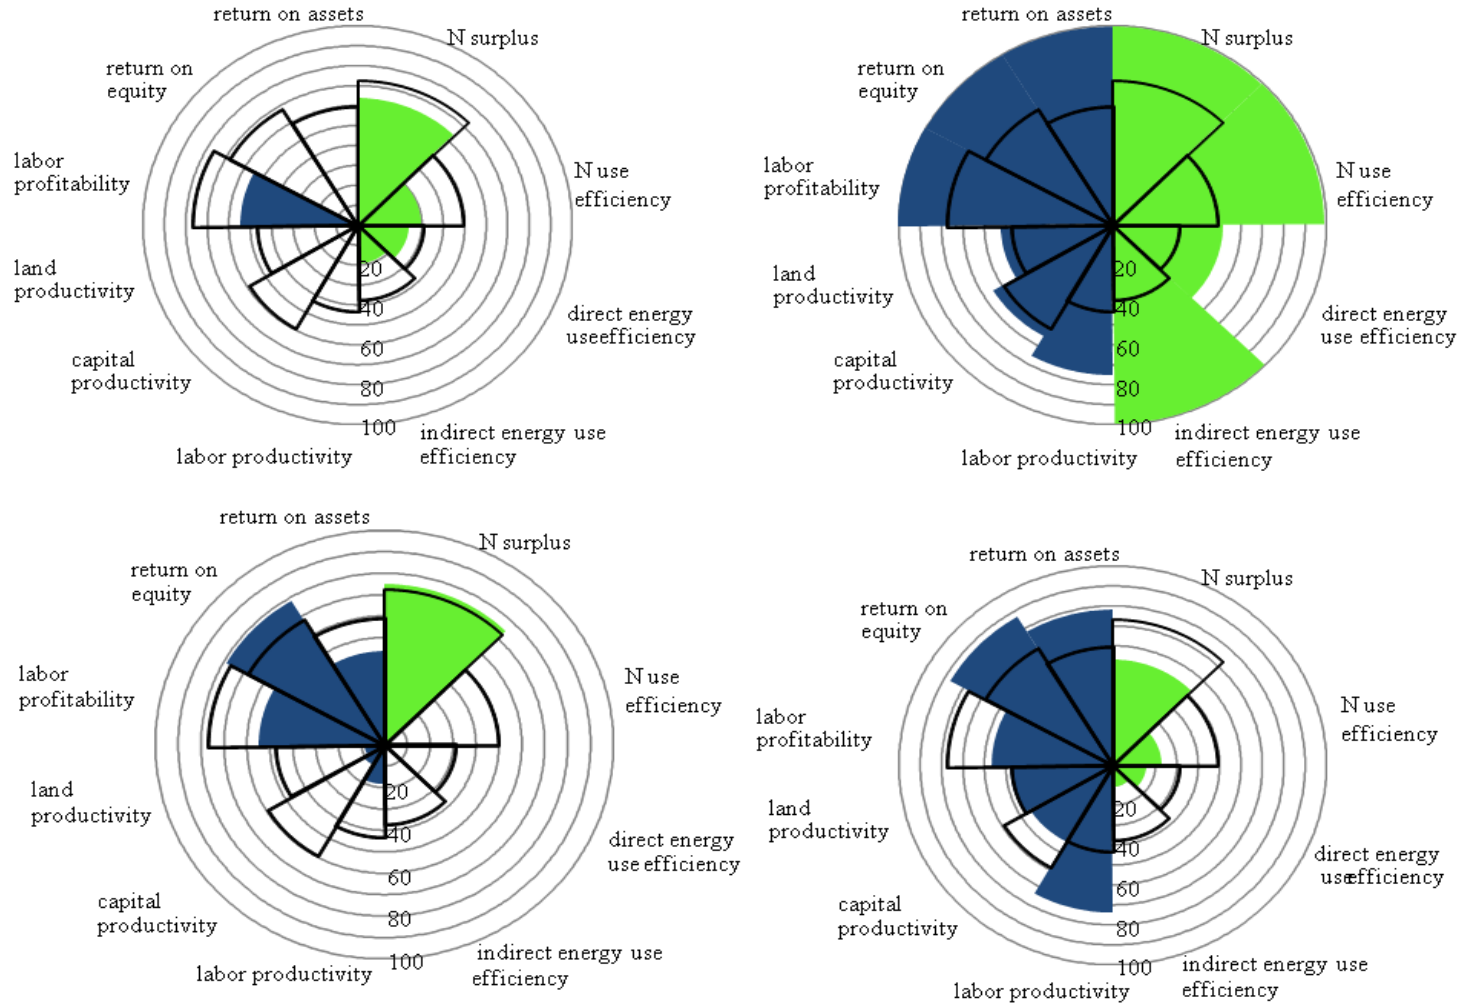 return on assets
N surplus
return on
equity
labor
profitability
N use
efficiency
land
productivity
20
40
60
80
100
direct energy
useefficiency
capital
productivity
labor productivity
indirect energy use
efficiency
return on assets
N surplus
return on
equity
labor
profitability
N use
efficiency
land
productivity
20
40
60
80
100
direct energy
use efficiency
capital
productivity
labor productivity
indirect energy use
efficiency
return on assets
N surplus
return on
equity
labor
profitability
N use
efficiency
land
productivity
20
40
60
80
100
direct energy
use efficiency
capital
productivity
labor productivity
indirect energy use
efficiency
return on assets
N surplus
return on
equity
labor
profitability
N use
efficiency
land
productivity
20
40
60
80
100
direct energy
useefficiency
capital
productivity
labor productivity
indirect energy use
efficiency